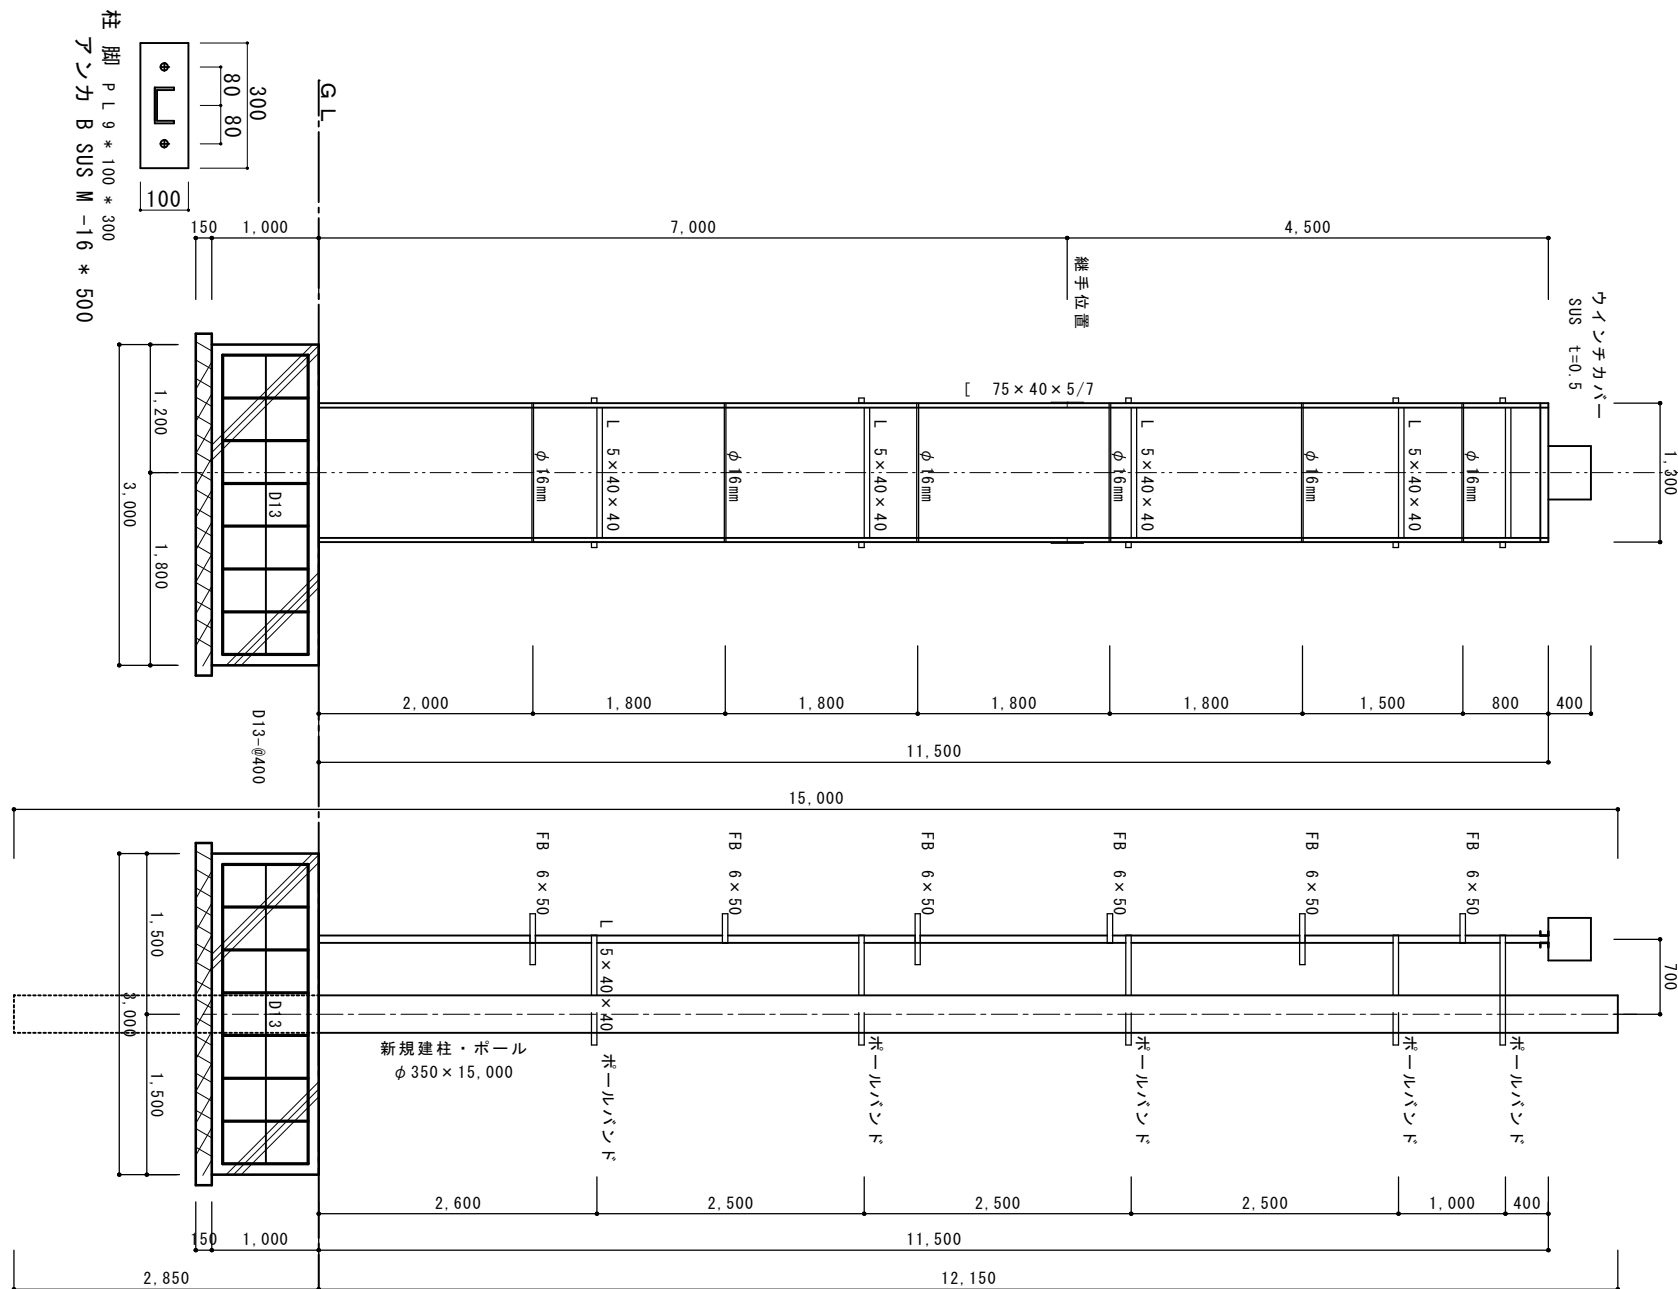 柱 脚 PL9*100*300
アンカ B SUS M-16 * 500
300
80 80
100
GL
150
1,000
7,000
4,500
継手位置
ウインチカバー
SUS t=0.5
1,300
[ 75×40×5/7
φ16mm
L 5×40×40
φ16mm
L 5×40×40
φ16mm
φ16mm
L 5×40×40
φ16mm
L 5×40×40
φ16mm
1,200
3,000
1,800
D13
2,000
1,800
1,800
1,800
1,800
1,500
800
400
D13-@400
11,500
15,000
FB 6×50
FB 6×50
FB 6×50
FB 6×50
FB 6×50
FB 6×50
700
1,500
3,000
1,500
D13
L 5×40×40
新規建柱・ポール
φ350×15,000
ポールバンド
ポールバンド
ポールバンド
ポールバンド
ポールバンド
2,600
2,500
2,500
2,500
1,000
400
150
1,000
11,500
2,850
12,150